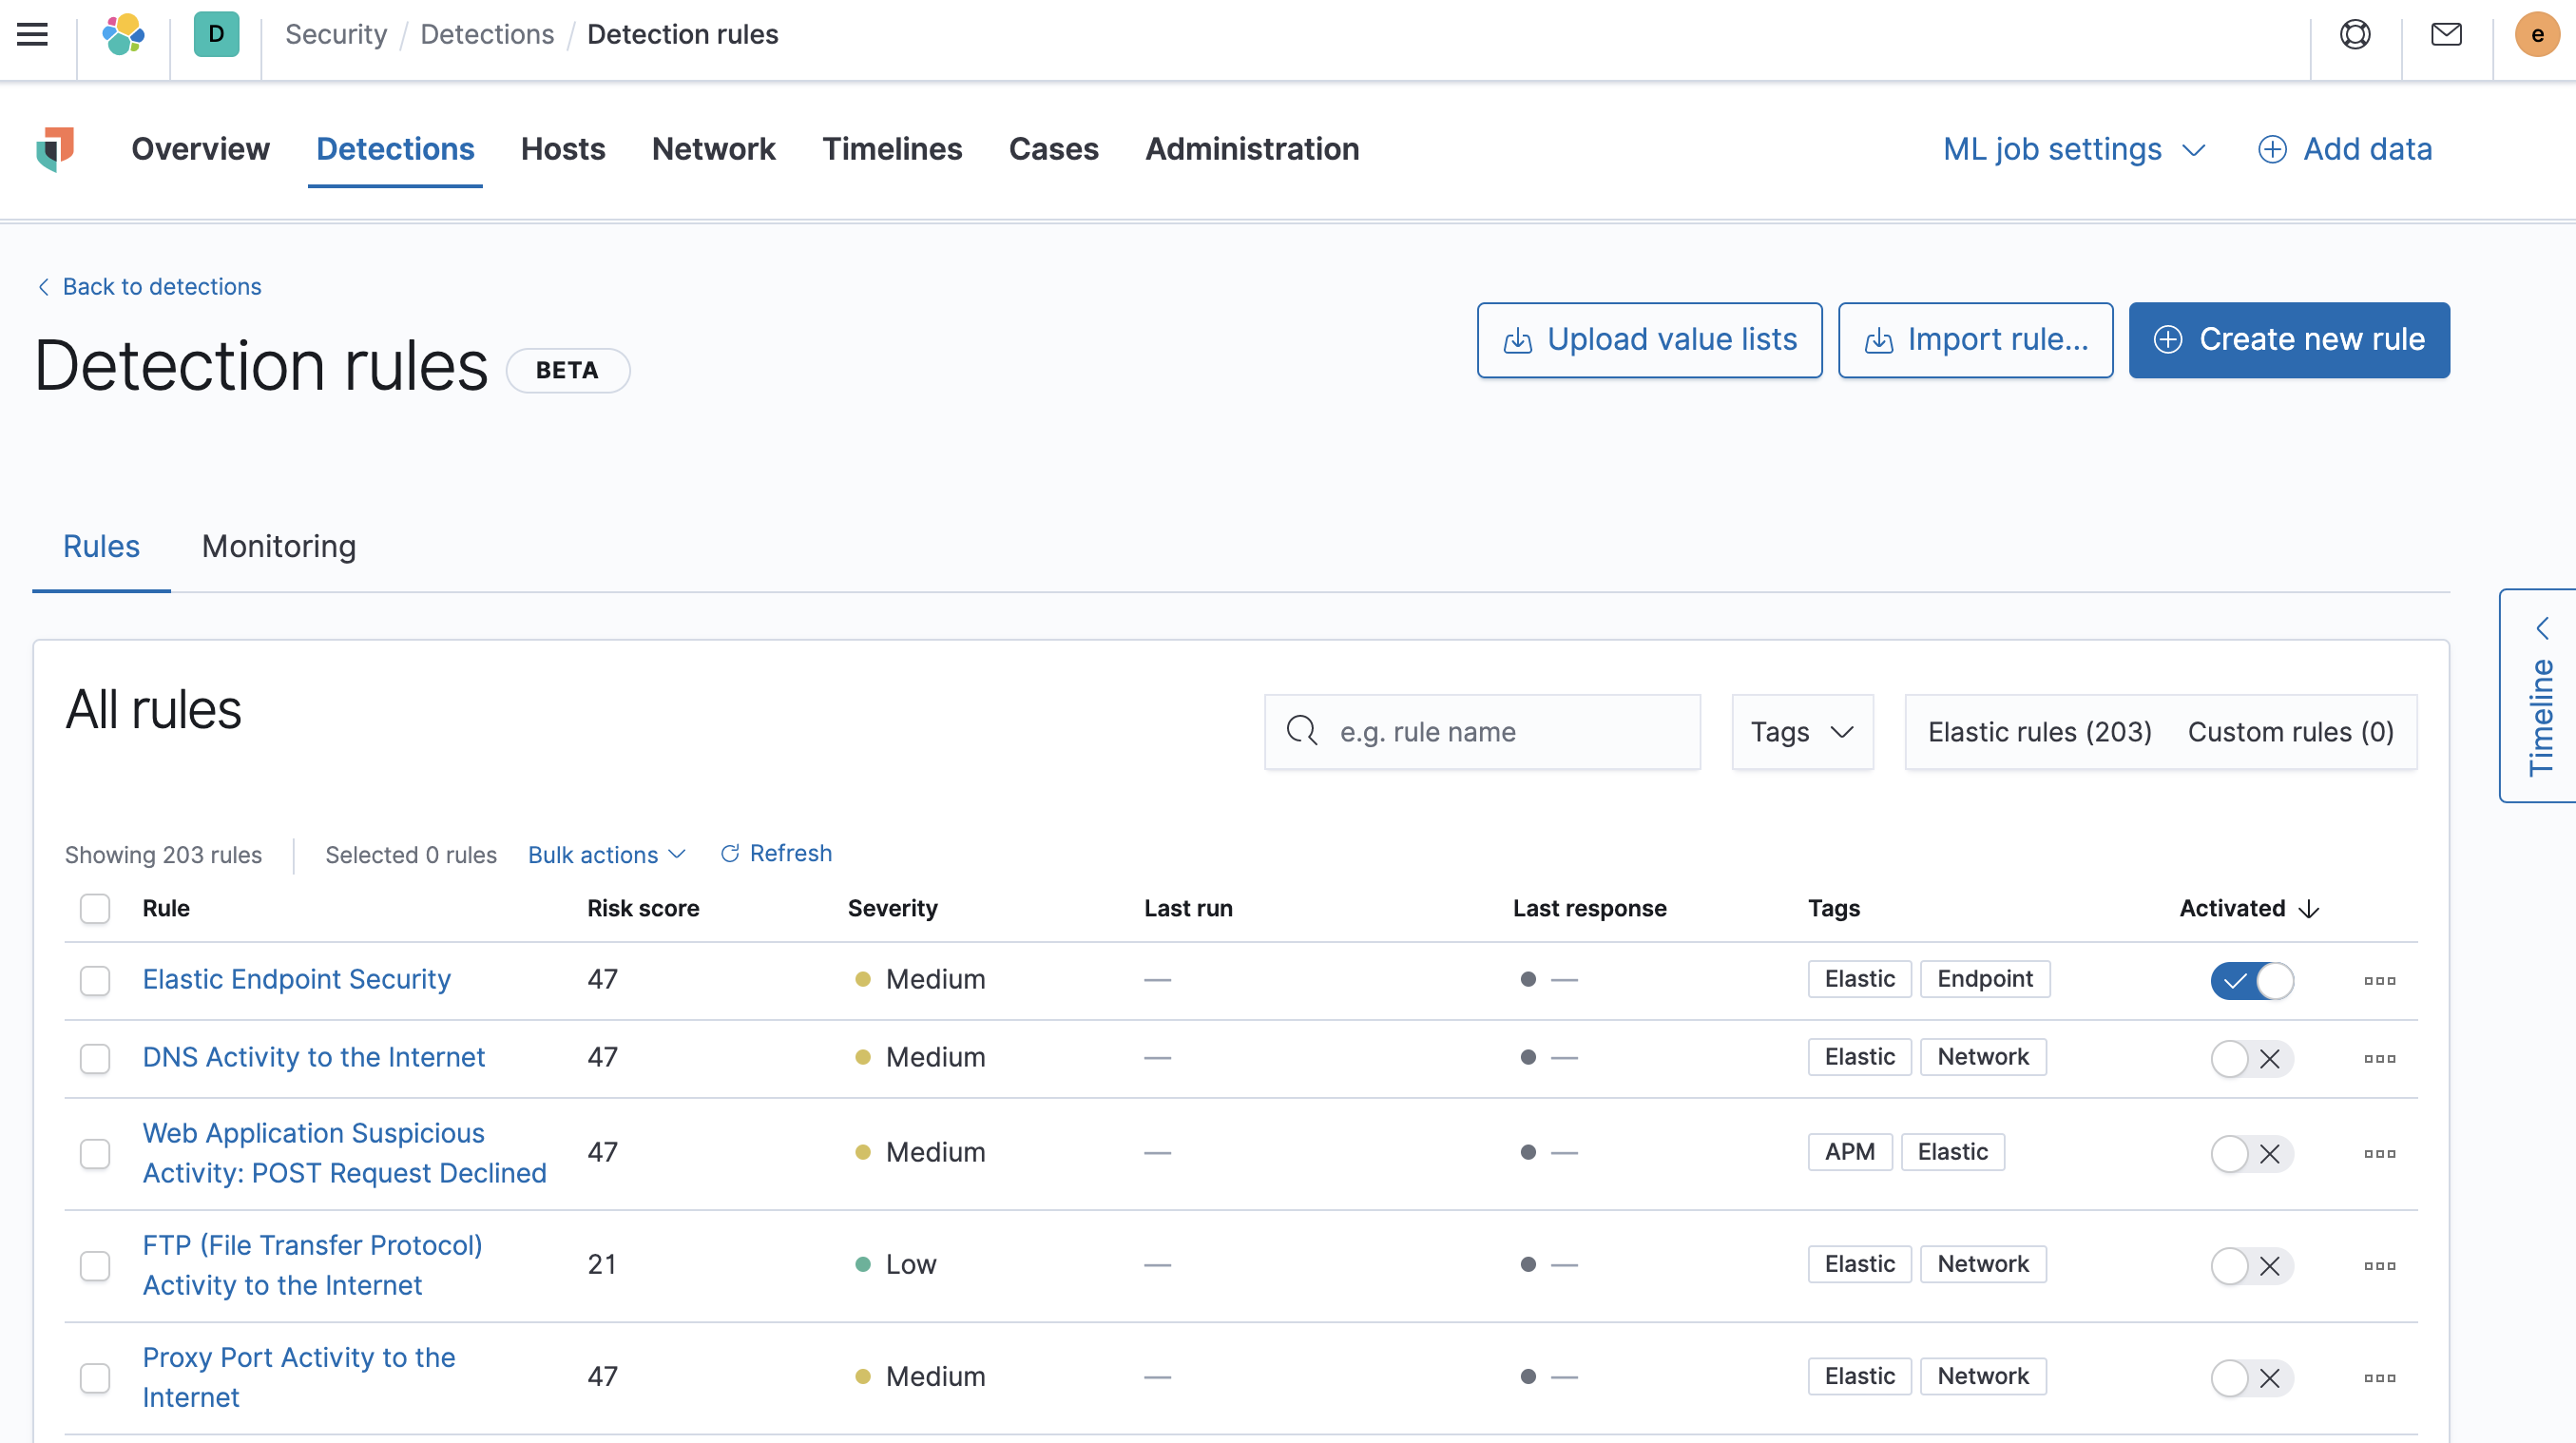 D Security / Detections / Detection rules e
Overview Detections Hosts Network Timelines Cases Administration ML job settings Add data
Back to detections
Detection rules BETA
Upload value lists Import rule... Create new rule
Rules Monitoring
Timeline
All rules
e.g. rule name Tags Elastic rules (203) Custom rules (0)
Showing 203 rules Selected 0 rules Bulk actions Refresh
Rule Risk score Severity Last run Last response Tags Activated
Elastic Endpoint Security 47 Medium — — Elastic Endpoint
DNS Activity to the Internet 47 Medium — — Elastic Network
Web Application Suspicious
Activity: POST Request Declined 47 Medium — — APM Elastic
FTP (File Transfer Protocol)
Activity to the Internet 21 Low — — Elastic Network
Proxy Port Activity to the
Internet 47 Medium — — Elastic Network